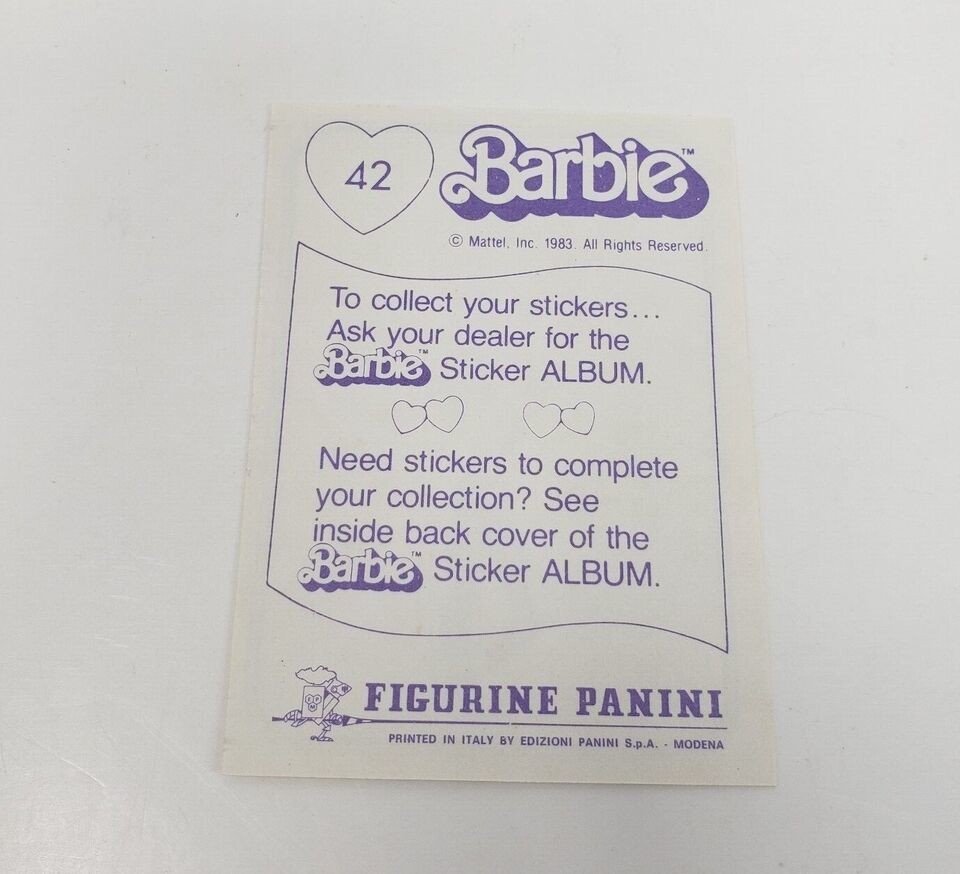 42
Barbie™
© Mattel, Inc. 1983. All Rights Reserved.
To collect your stickers...
Ask your dealer for the
Barbie™ Sticker ALBUM.
Need stickers to complete
your collection? See
inside back cover of the
Barbie™ Sticker ALBUM.
FIGURINE PANINI
PRINTED IN ITALY BY EDIZIONI PANINI S.p.A. - MODENA